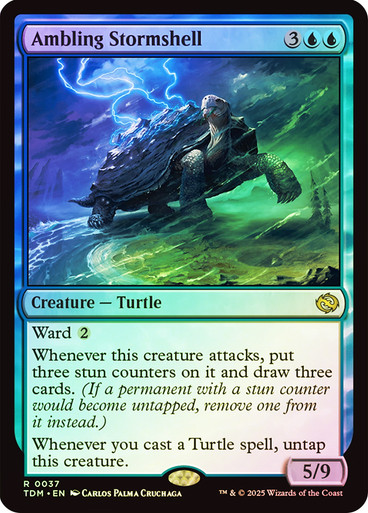 Ambling Stormshell 3
Creature — Turtle
Ward 2
Whenever this creature attacks, put
three stun counters on it and draw three
cards. (If a permanent with a stun counter
would become untapped, remove one from
it instead.)
Whenever you cast a Turtle spell, untap
this creature.
5/9
R 0037
TDM • EN Carlos Palma Cruchaga ™ & © 2025 Wizards of the Coast